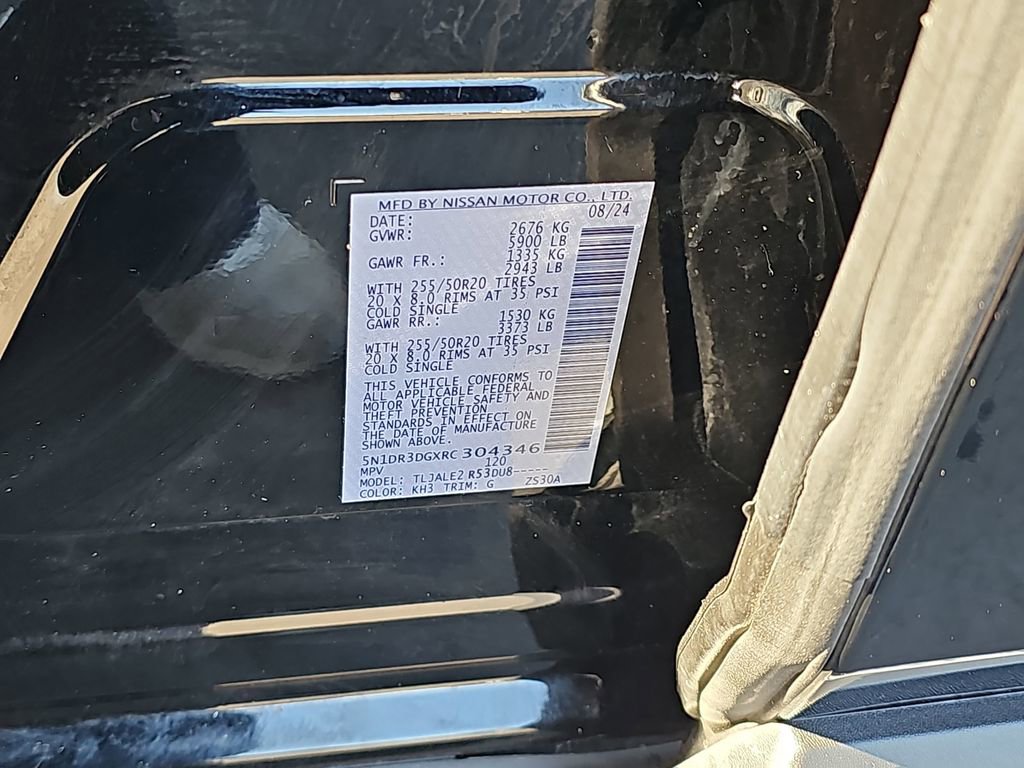 MFD BY NISSAN MOTOR CO., LTD.
DATE: 08/24
GVWR: 2676 KG
5900 LB
GAWR FR.: 1335 KG
2943 LB
WITH 255/50R20 TIRES
20 X 8.0 RIMS AT 35 PSI
COLD SINGLE
GAWR RR.: 1530 KG
3373 LB
WITH 255/50R20 TIRES
20 X 8.0 RIMS AT 35 PSI
COLD SINGLE
THIS VEHICLE CONFORMS TO
ALL APPLICABLE FEDERAL
MOTOR VEHICLE SAFETY AND
THEFT PREVENTION
STANDARDS IN EFFECT ON
THE DATE OF MANUFACTURE
SHOWN ABOVE.
5N1DR3DGXRC304346
MPV 120
MODEL: TLJALE2 R53DU8-----
COLOR: KH3 TRIM: G ZS30A